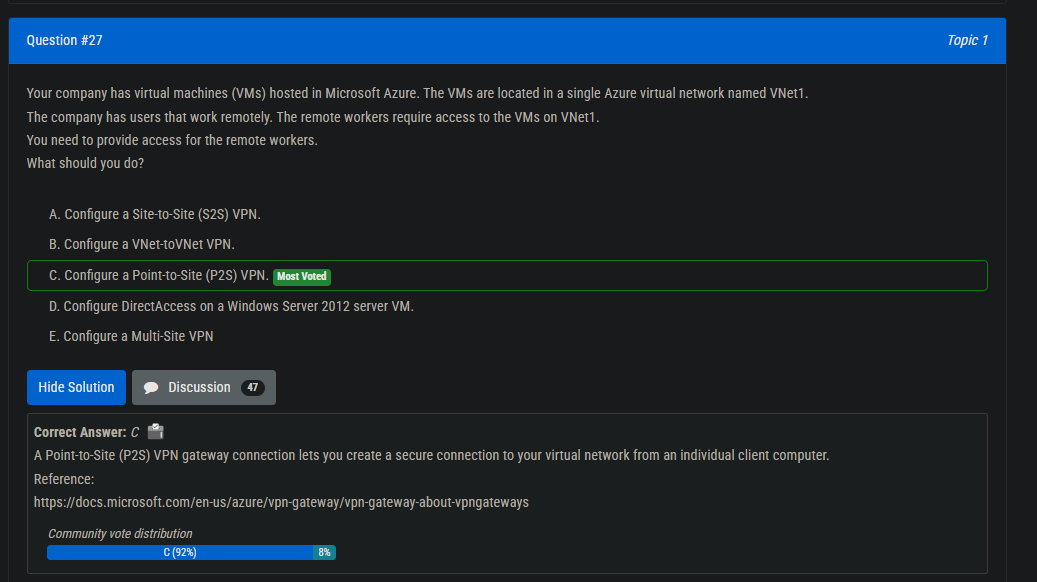 Question #27
Topic 1
Your company has virtual machines (VMs) hosted in Microsoft Azure. The VMs are located in a single Azure virtual network named VNet1.
The company has users that work remotely. The remote workers require access to the VMs on VNet1.
You need to provide access for the remote workers.
What should you do?
A. Configure a Site-to-Site (S2S) VPN.
B. Configure a VNet-toVNet VPN.
C. Configure a Point-to-Site (P2S) VPN. Most Voted
D. Configure DirectAccess on a Windows Server 2012 server VM.
E. Configure a Multi-Site VPN
Hide Solution
Discussion 47
Correct Answer: C
A Point-to-Site (P2S) VPN gateway connection lets you create a secure connection to your virtual network from an individual client computer.
Reference:
https://docs.microsoft.com/en-us/azure/vpn-gateway/vpn-gateway-about-vpngateways
Community vote distribution
C (92%)
8%